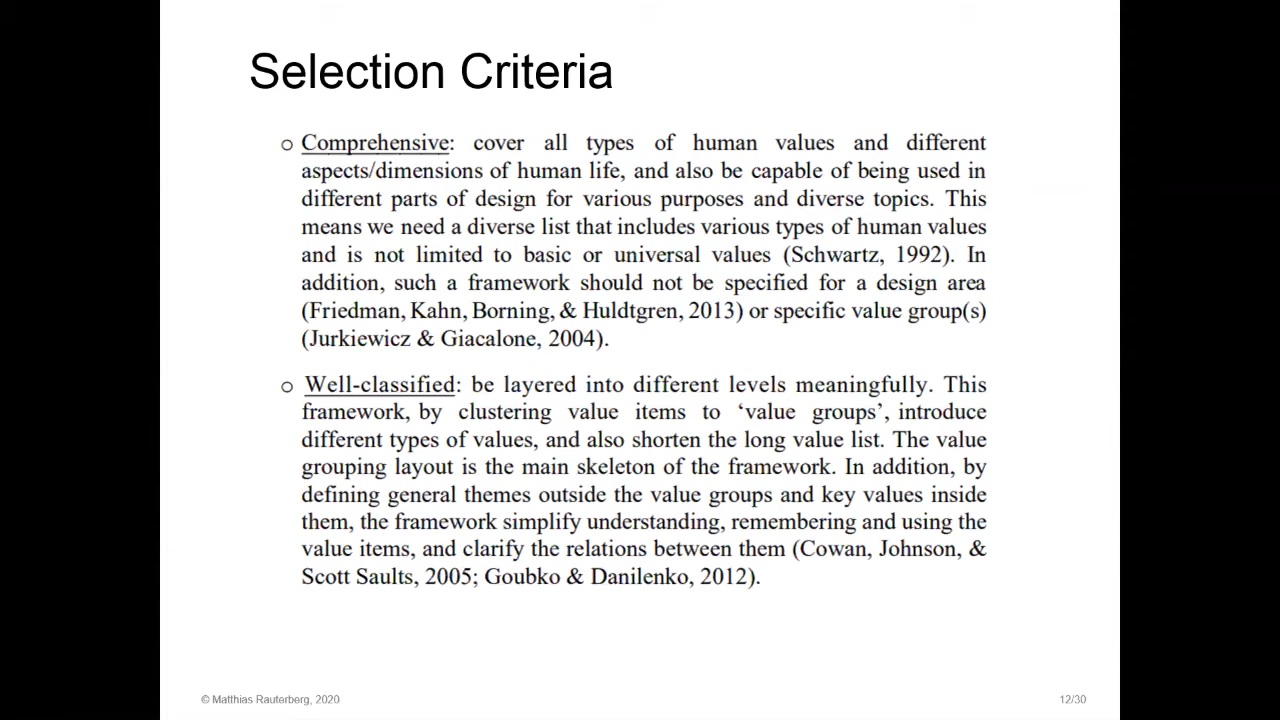 Selection Criteria
o Comprehensive: cover all types of human values and different
aspects/dimensions of human life, and also be capable of being used in
different parts of design for various purposes and diverse topics. This
means we need a diverse list that includes various types of human values
and is not limited to basic or universal values (Schwartz, 1992). In
addition, such a framework should not be specified for a design area
(Friedman, Kahn, Borning, & Huldtgren, 2013) or specific value group(s)
(Jurkiewicz & Giacalone, 2004).
o Well-classified: be layered into different levels meaningfully. This
framework, by clustering value items to ‘value groups’, introduce
different types of values, and also shorten the long value list. The value
grouping layout is the main skeleton of the framework. In addition, by
defining general themes outside the value groups and key values inside
them, the framework simplify understanding, remembering and using the
value items, and clarify the relations between them (Cowan, Johnson, &
Scott Saults, 2005; Goubko & Danilenko, 2012).
© Matthias Rauterberg, 2020
12/30